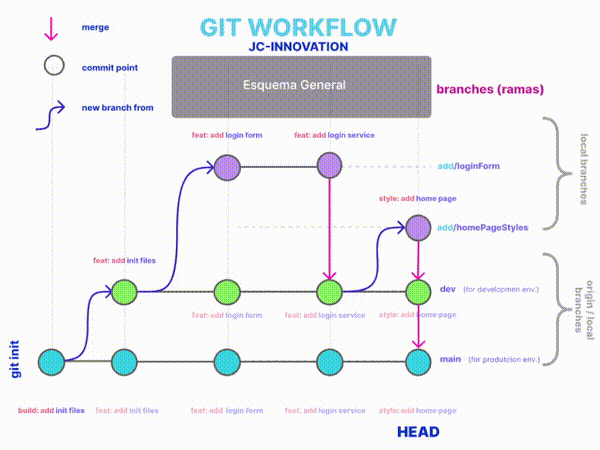 GIT WORKFLOW
JC-INNOVATION
merge
commit point
new branch from
Esquema General
branches (ramas)
feat: add login form
feat: add login service
add/loginForm
local branches
style: add home page
add/homePageStyles
feat: add init files
dev (for developmen env.)
feat: add login form
feat: add login service
style: add home page
origin / local
branches
git init
main (for produtcion env.)
build: add init files
feat: add init files
feat: add login form
feat: add login service
style: add home page
HEAD